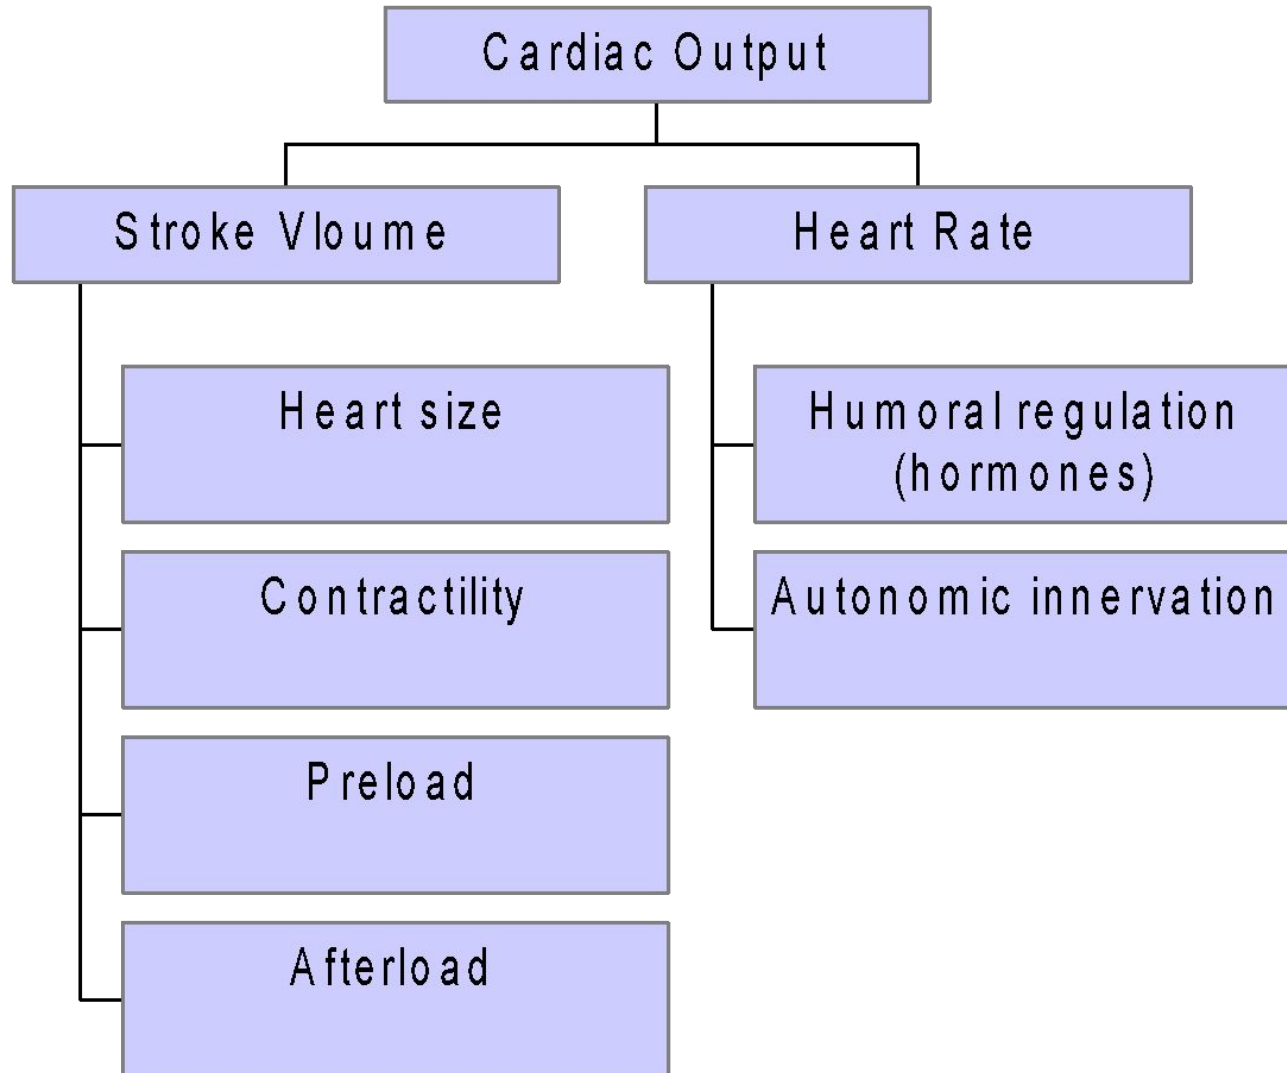 Cardiac Output
Stroke Vloume
Heart Rate
Heart size
Contractility
Preload
Afterload
Humoral regulation
(hormones)
Autonomic innervation